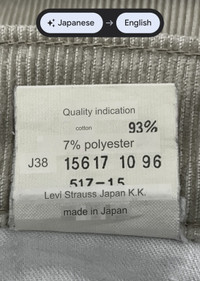 Japanese → English
Quality indication
cotton 93%
7% polyester
J38 15617 10 96
517-15
Levi Strauss Japan K.K.
made in Japan